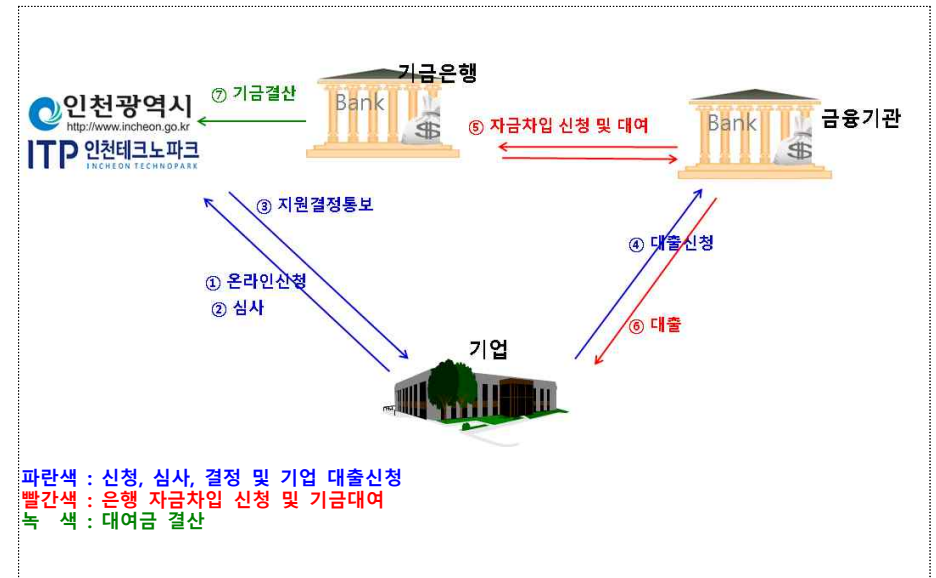 기금은행
Bank
⑦ 기금결산
인천광역시
http://www.incheon.go.kr
ITP 인천테크노파크
INCHEON TECHNOPARK
⑤ 자금차입 신청 및 대여
Bank
금융기관
③ 지원결정통보
④ 대출신청
① 온라인신청
② 심사
⑥ 대출
기업
파란색 : 신청, 심사, 결정 및 기업 대출신청
빨간색 : 은행 자금차입 신청 및 기금대여
녹 색 : 대여금 결산